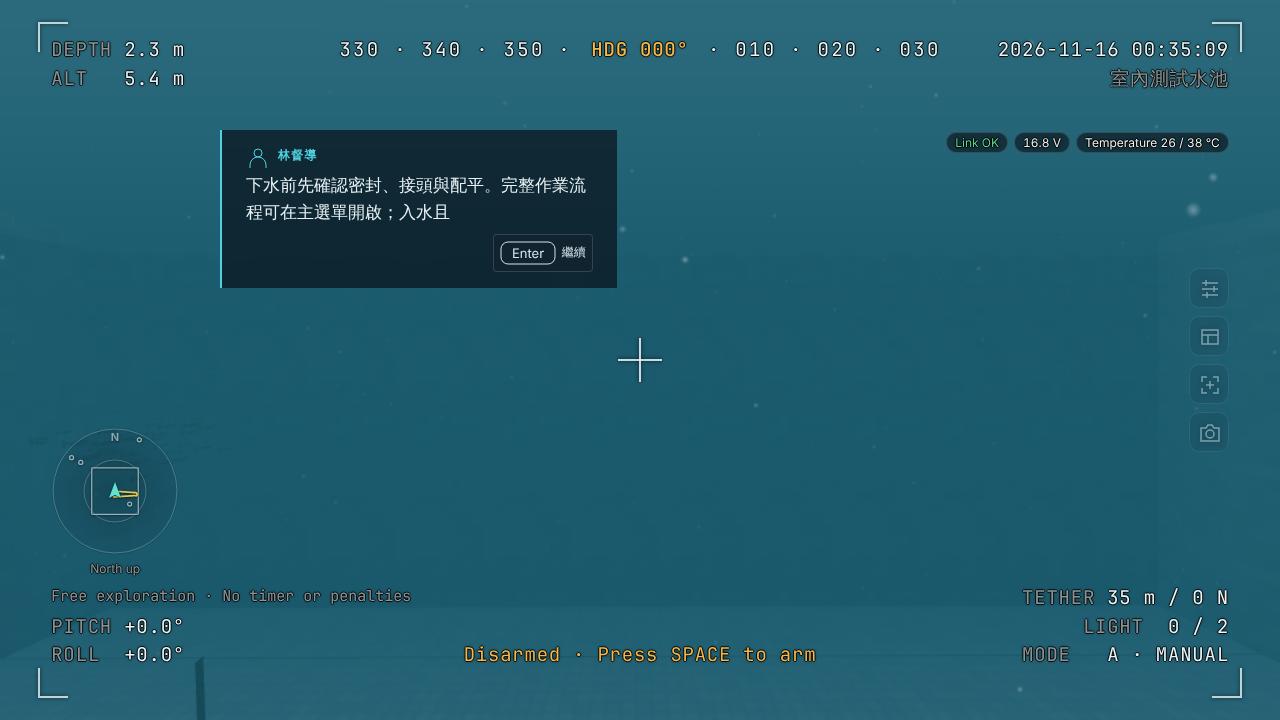 DEPTH 2.3 m
ALT 5.4 m
330 · 340 · 350 · HDG 000° · 010 · 020 · 030
2026-11-16 00:35:09
室內測試水池
Link OK
16.8 V
Temperature 26 / 38 °C
林督導
下水前先確認密封、接頭與配平。完整作業流
程可在主選單開啟；入水且
Enter 繼續
N
North up
Free exploration · No timer or penalties
PITCH +0.0°
ROLL +0.0°
Disarmed · Press SPACE to arm
TETHER 35 m / 0 N
LIGHT 0 / 2
MODE A · MANUAL